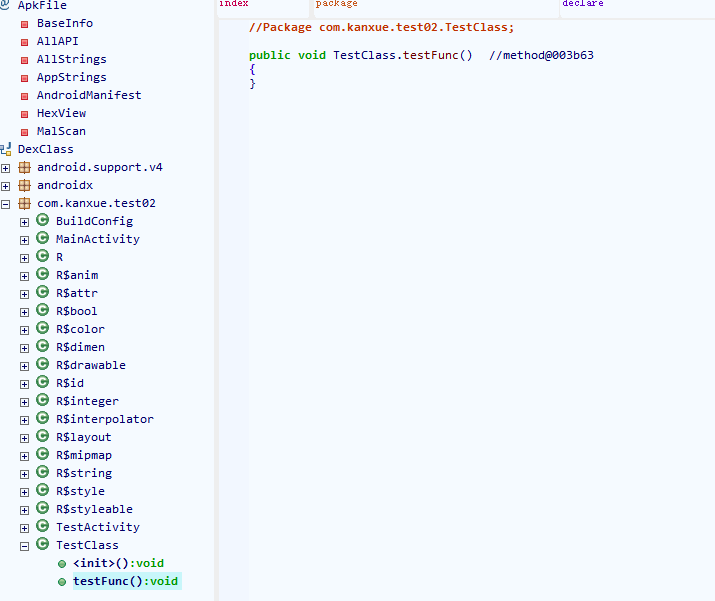 ApkFile
BaseInfo
AllAPI
AllStrings
AppStrings
AndroidManifest
HexView
MalScan
DexClass
android.support.v4
androidx
com.kanxue.test02
BuildConfig
MainActivity
R
R$anim
R$attr
R$bool
R$color
R$dimen
R$drawable
R$id
R$integer
R$interpolator
R$layout
R$mipmap
R$string
R$style
R$styleable
TestActivity
TestClass
<init>():void
testFunc():void
index package declare
//Package com.kanxue.test02.TestClass;
public void TestClass.testFunc() //method@003b63
{
}